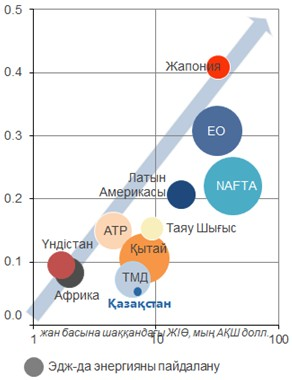 0.5
Жапония
0.4
ЕО
0.3
Латын
Америкасы
NAFTA
0.2
АТР
Таяу Шығыс
Үндістан
Қытай
0.1
ТМД
Африка
Қазақстан
0.0
1
10
100
жан басына шаққандағы ЖІӨ, мың АҚШ долл.
Эдж-да энергияны пайдалану